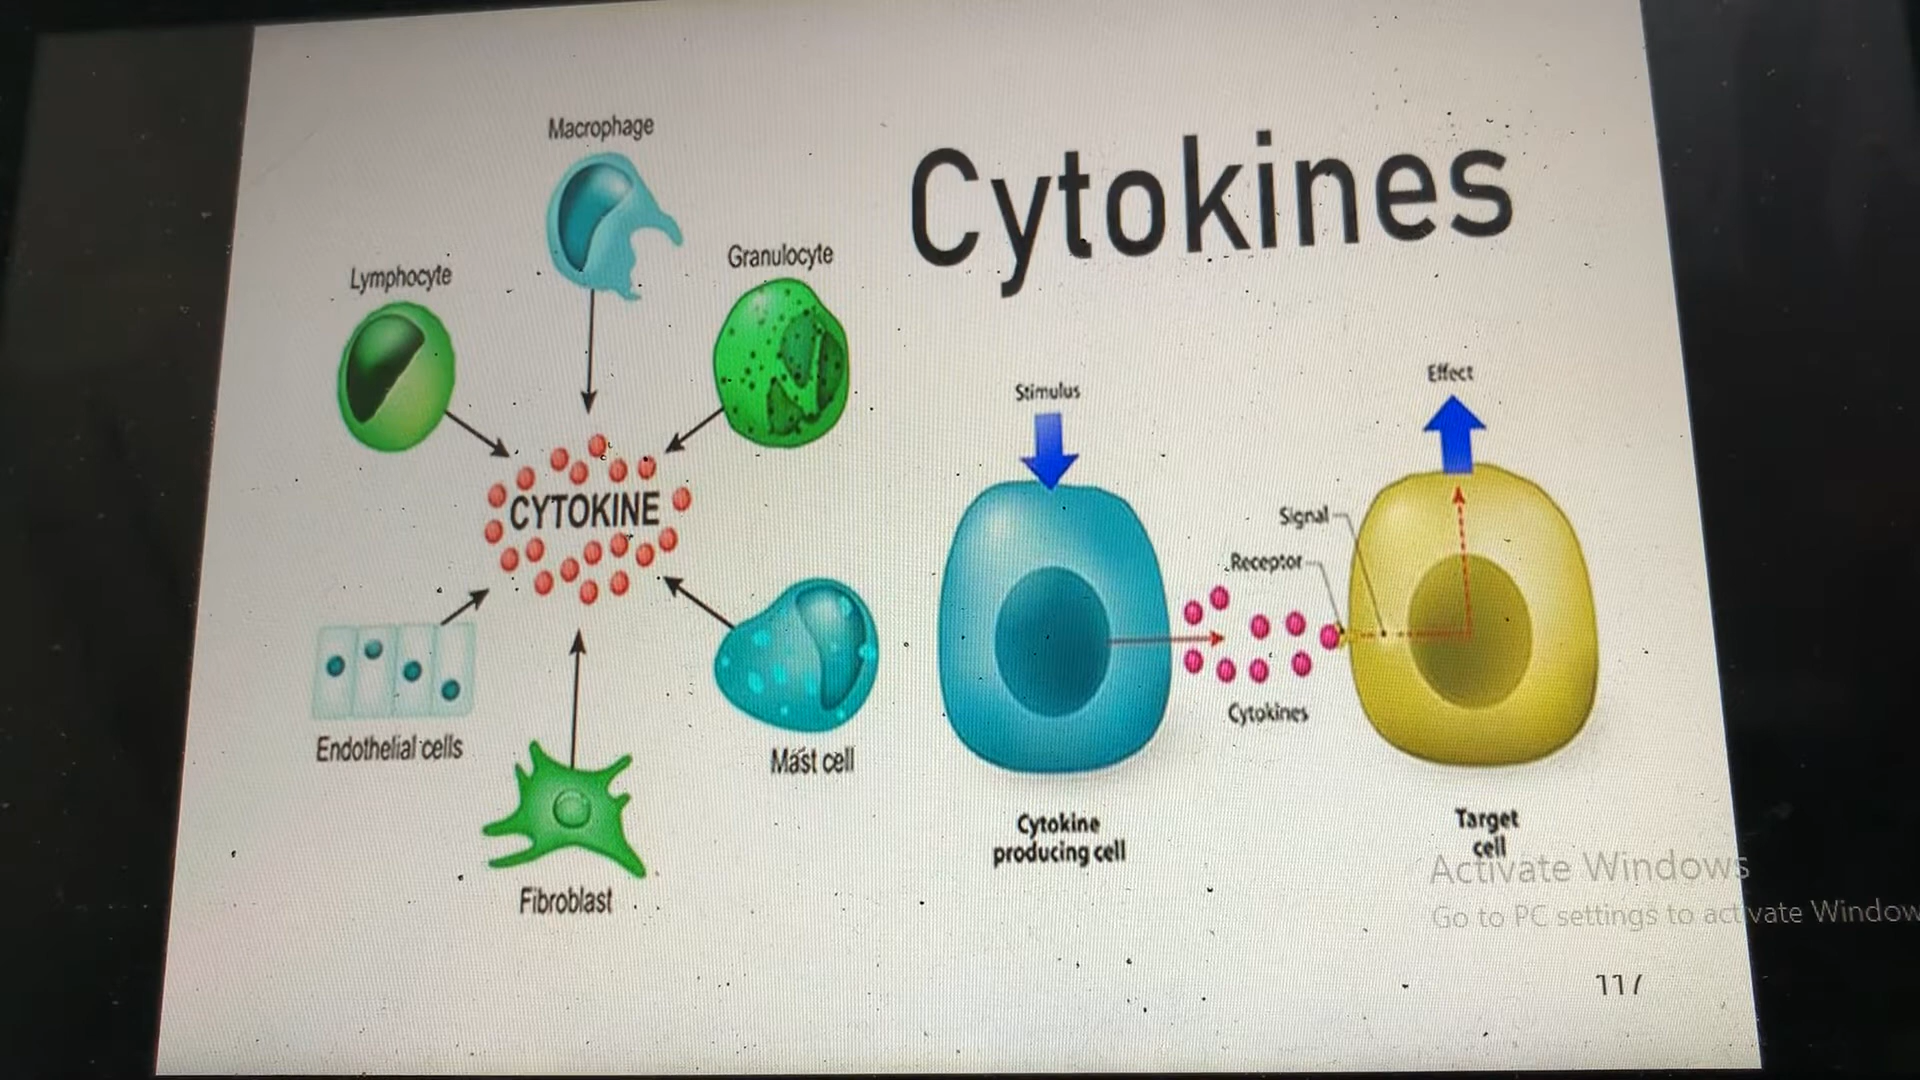 Cytokines
Macrophage
Lymphocyte
Granulocyte
CYTOKINE
Endothelial cells
Mast cell
Fibroblast
Stimulus
Effect
Signal
Receptor
Cytokines
Cytokine
producing cell
Target
cell
Activate Windows
Go to PC settings to activate Window
117